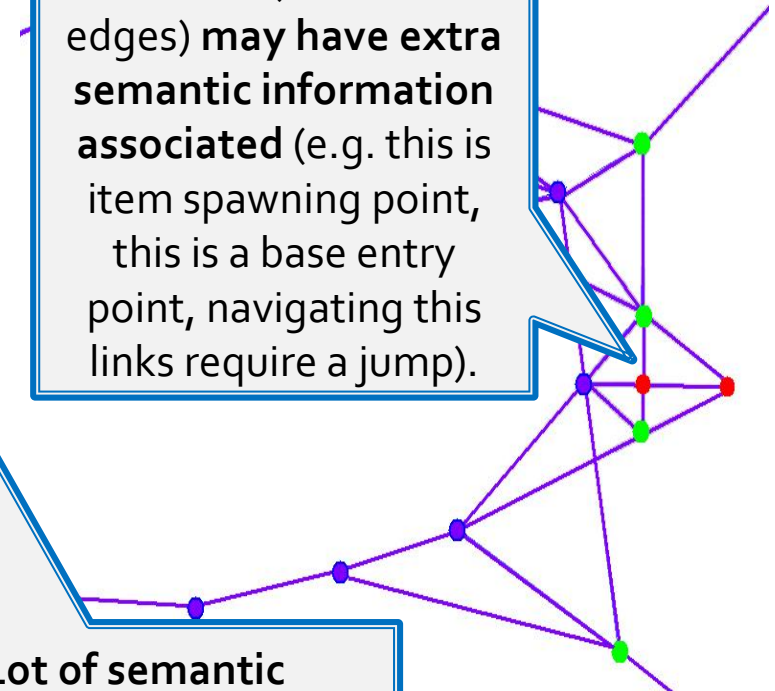 edges) may have extra
semantic information
associated (e.g. this is
item spawning point,
this is a base entry
point, navigating this
links require a jump).
Lot of semantic